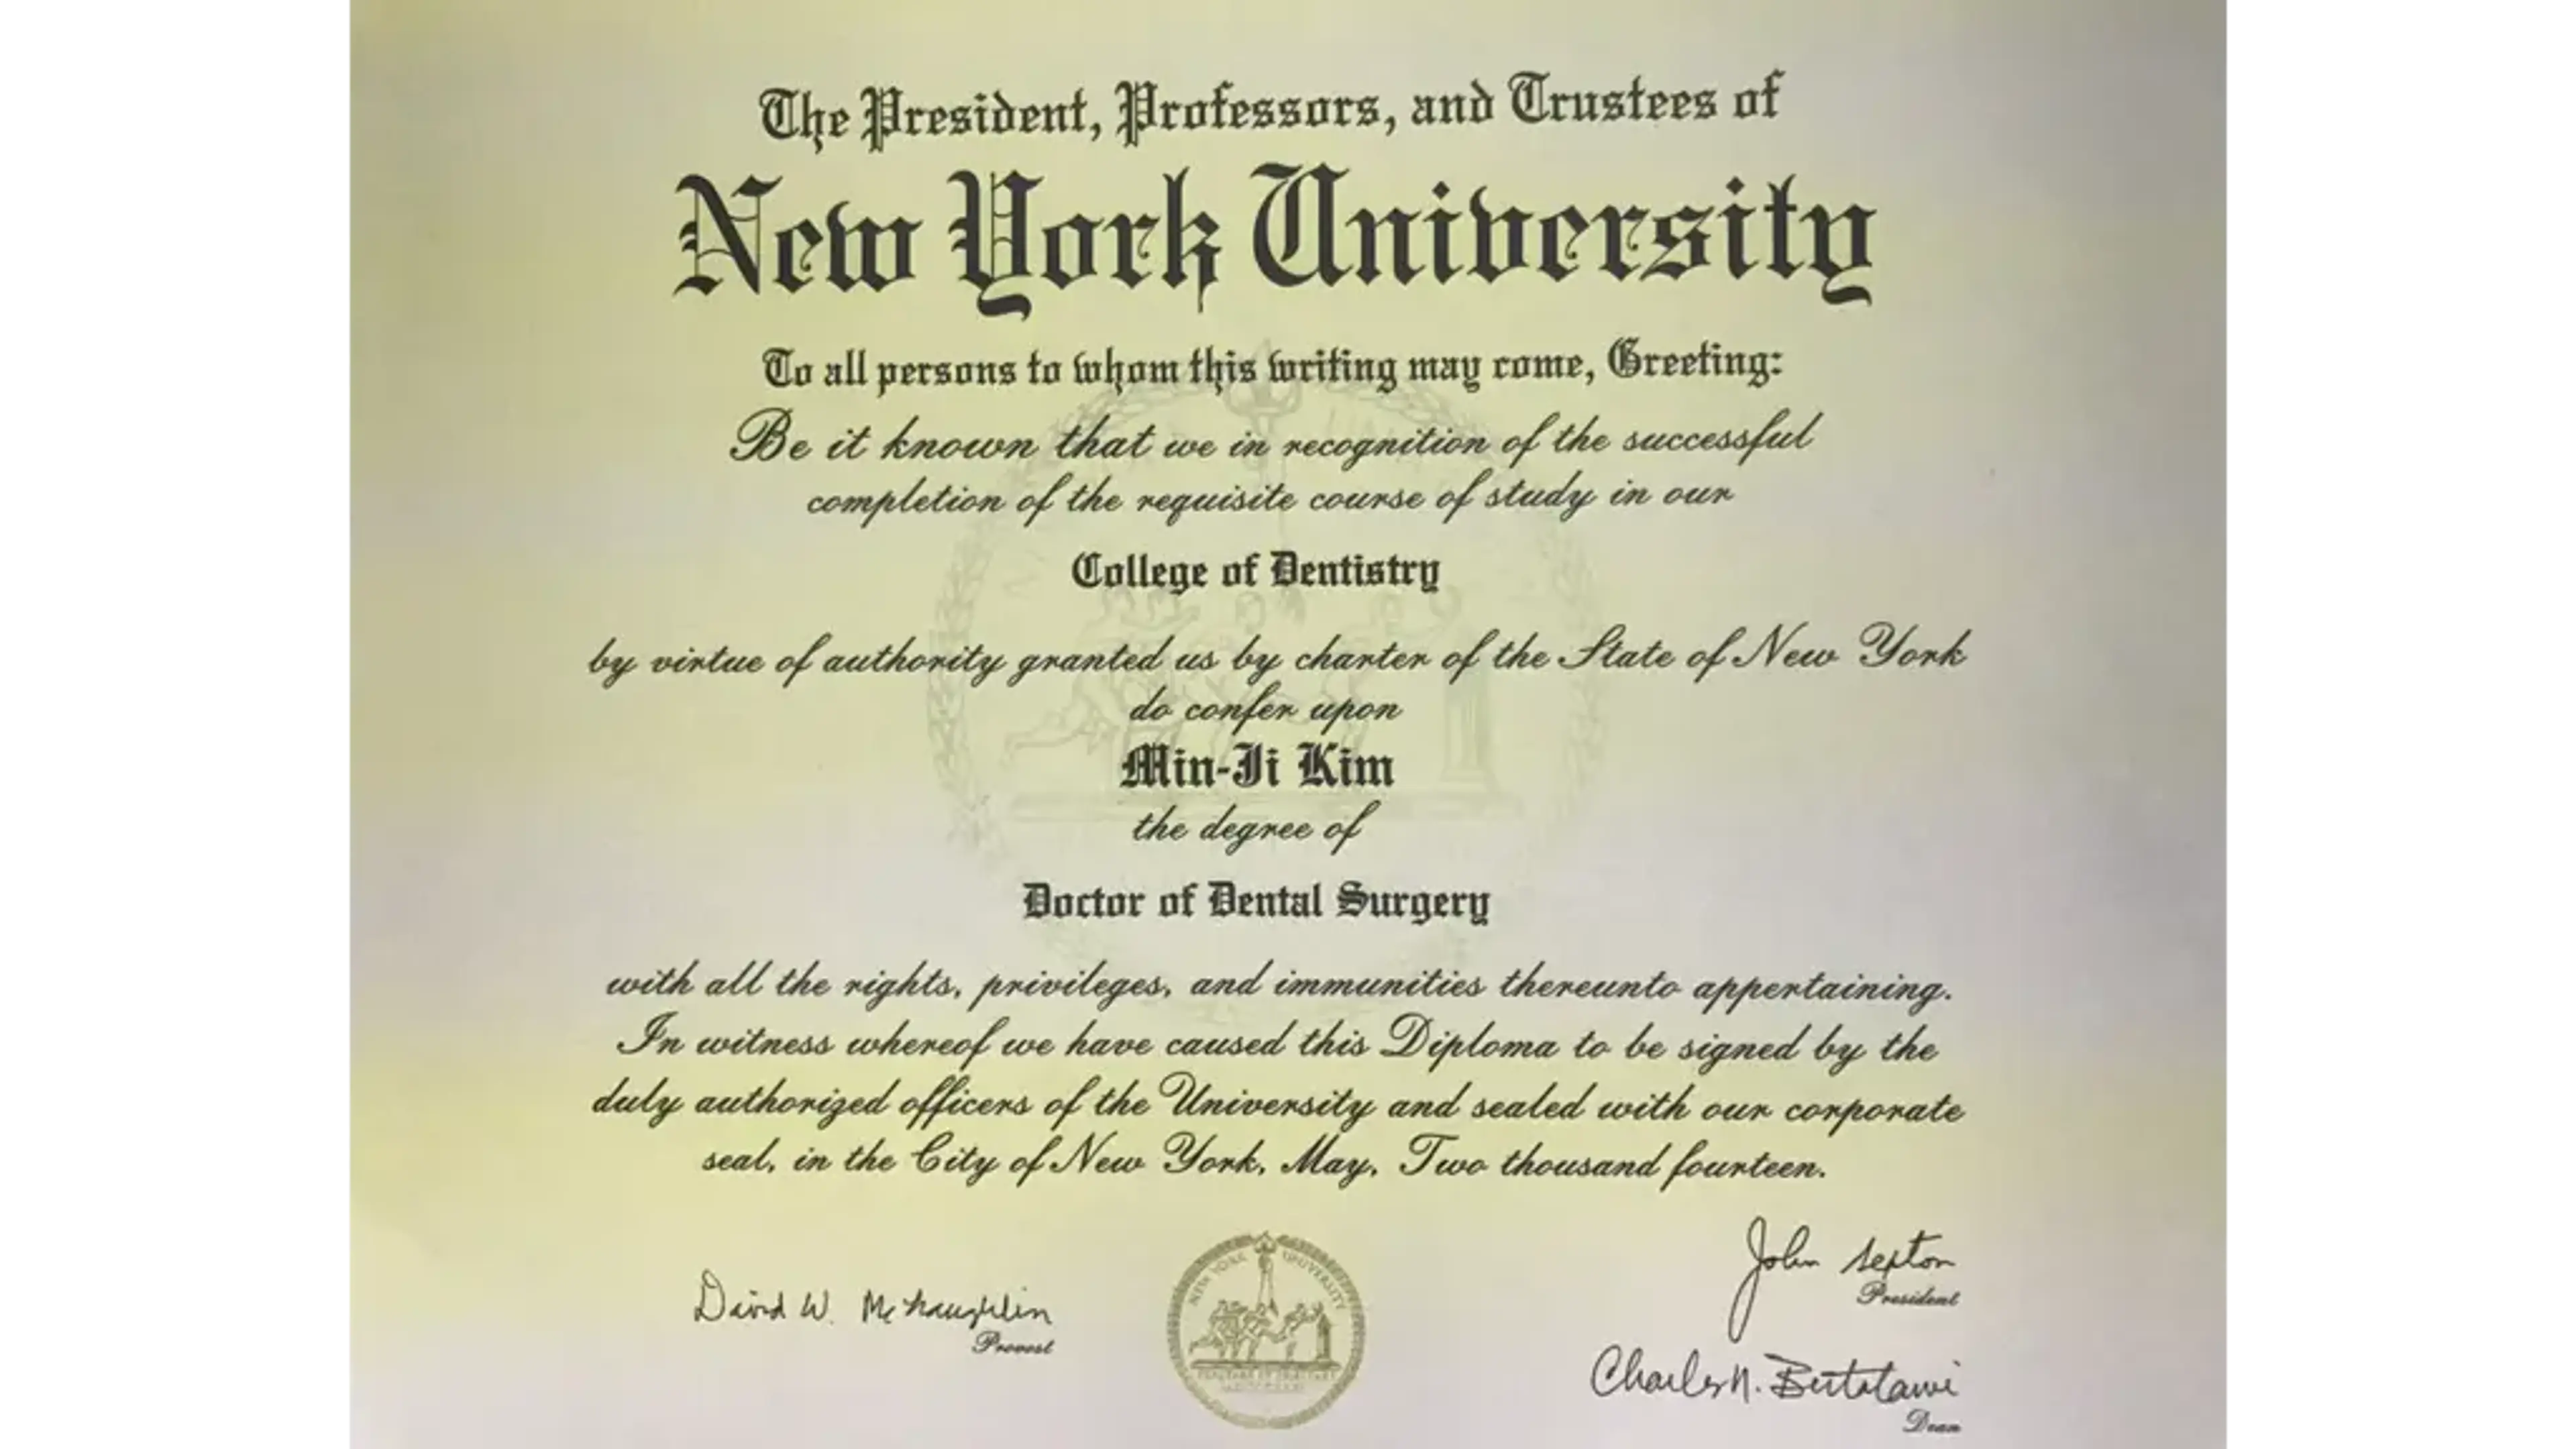 The President, Professors, and Trustees of
New York University
To all persons to whom this writing may come, Greeting:
Be it known that we in recognition of the successful
completion of the requisite course of study in our
College of Dentistry
by virtue of authority granted us by charter of the State of New York
do confer upon
Min-Ji Kim
the degree of
Doctor of Dental Surgery
with all the rights, privileges, and immunities thereunto appertaining.
In witness whereof we have caused this Diploma to be signed by the
duly authorized officers of the University and sealed with our corporate
seal, in the City of New York, May, Two thousand fourteen.
David W. McLaughlin
Provost
NEW YORK UNIVERSITY
John Sexton
President
Charles N. Bertolami
Dean